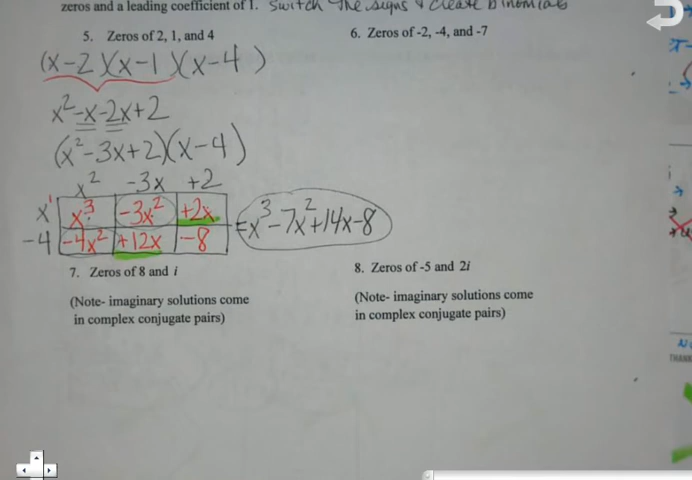 zeros and a leading coefficient of 1. Switch the signs & create binomials
5. Zeros of 2, 1, and 4
6. Zeros of -2, -4, and -7
(x-2)(x-1)(x-4)
x²-x-2x+2
(x²-3x+2)(x-4)
x² -3x +2
x¹ x³ -3x² +2x
-4 -4x² +12x -8
=x³-7x²+14x-8
7. Zeros of 8 and i
8. Zeros of -5 and 2i
(Note- imaginary solutions come
in complex conjugate pairs)
(Note- imaginary solutions come
in complex conjugate pairs)